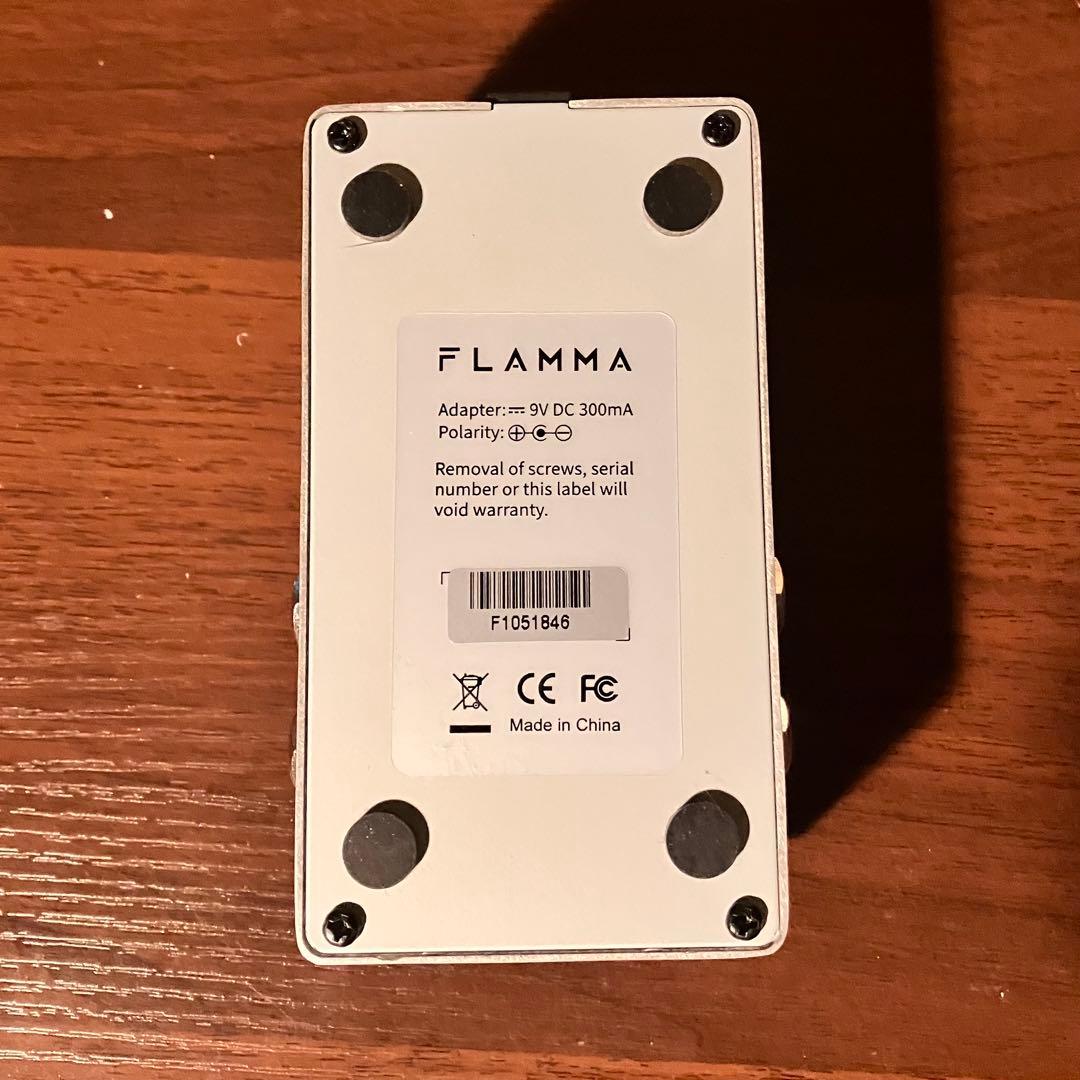 FLAMMA
Adapter:⎓ 9V DC 300mA
Polarity:
Removal of screws, serial
number or this label will
void warranty.
F1051846
CE FC
Made in China